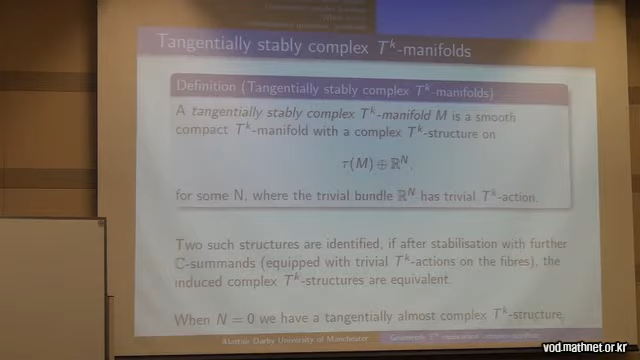 Tangentially stably complex T^k-manifolds
Definition (Tangentially stably complex T^k-manifolds)
A tangentially stably complex T^k-manifold M is a smooth
compact T^k-manifold with a complex T^k-structure on
τ(M) ⊕ ℝ^N,
for some N, where the trivial bundle ℝ^N has trivial T^k-action.
Two such structures are identified, if after stabilisation with further
ℂ-summands (equipped with trivial T^k-actions on the fibres), the
induced complex T^k-structures are equivalent.
When N = 0 we have a tangentially almost complex T^k-structure,
Alastair Darby University of Manchester
vod.mathnet.or.kr